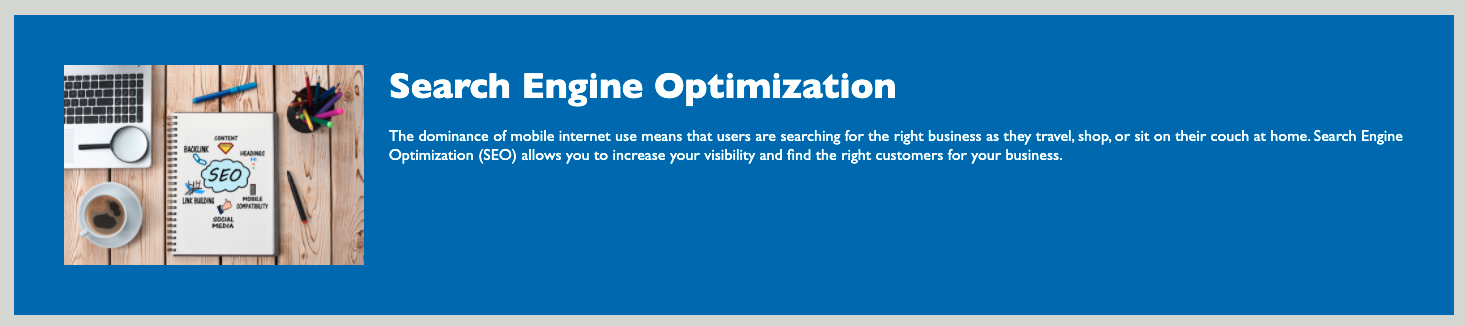 Search Engine Optimization
The dominance of mobile internet use means that users are searching for the right business as they travel, shop, or sit on their couch at home. Search Engine
Optimization (SEO) allows you to increase your visibility and find the right customers for your business.
CONTENT
BACKLINK
HEADINGS
SEO
LINK BUILDING
MOBILE
COMPATIBILITY
SOCIAL
MEDIA